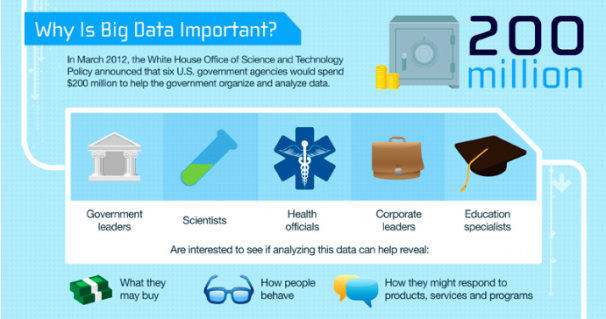 Why Is Big Data Important?
In March 2012, the White House Office of Science and Technology
Policy announced that six U.S. government agencies would spend
$200 million to help the government organize and analyze data.
200
million
Government
leaders
Scientists
Health
officials
Corporate
leaders
Education
specialists
Are interested to see if analyzing this data can help reveal:
What they
may buy
How people
behave
How they might respond to
products, services and programs